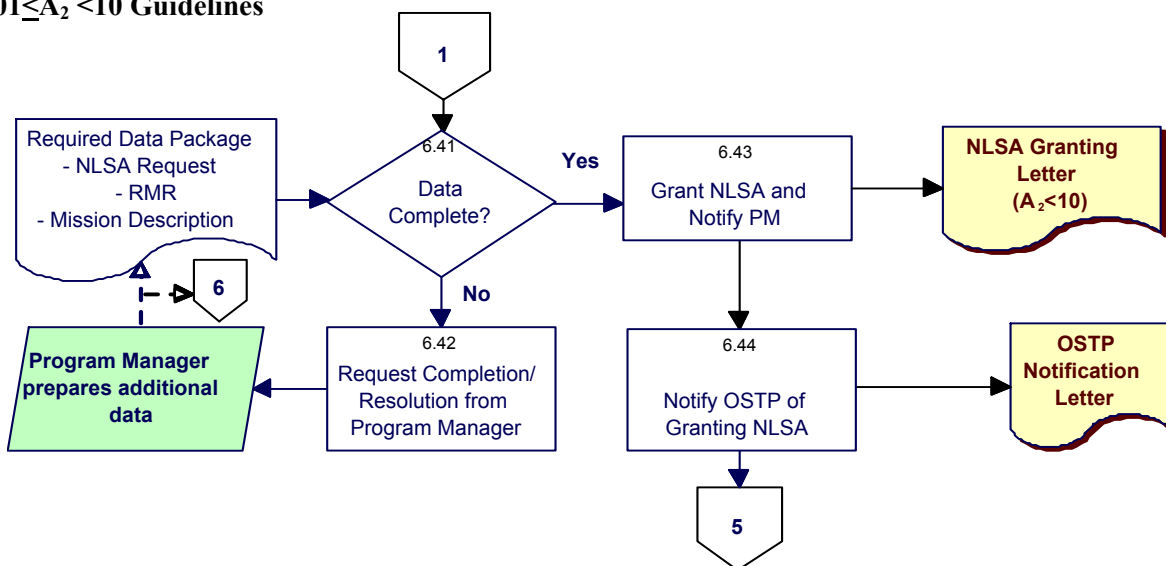 01<A₂ <10 Guidelines
1
Required Data Package
- NLSA Request
- RMR
- Mission Description
6.41
Data
Complete?
Yes
6.43
Grant NLSA and
Notify PM
NLSA Granting
Letter
(A₂<10)
6
No
Program Manager
prepares additional
data
6.42
Request Completion/
Resolution from
Program Manager
6.44
Notify OSTP of
Granting NLSA
OSTP
Notification
Letter
5